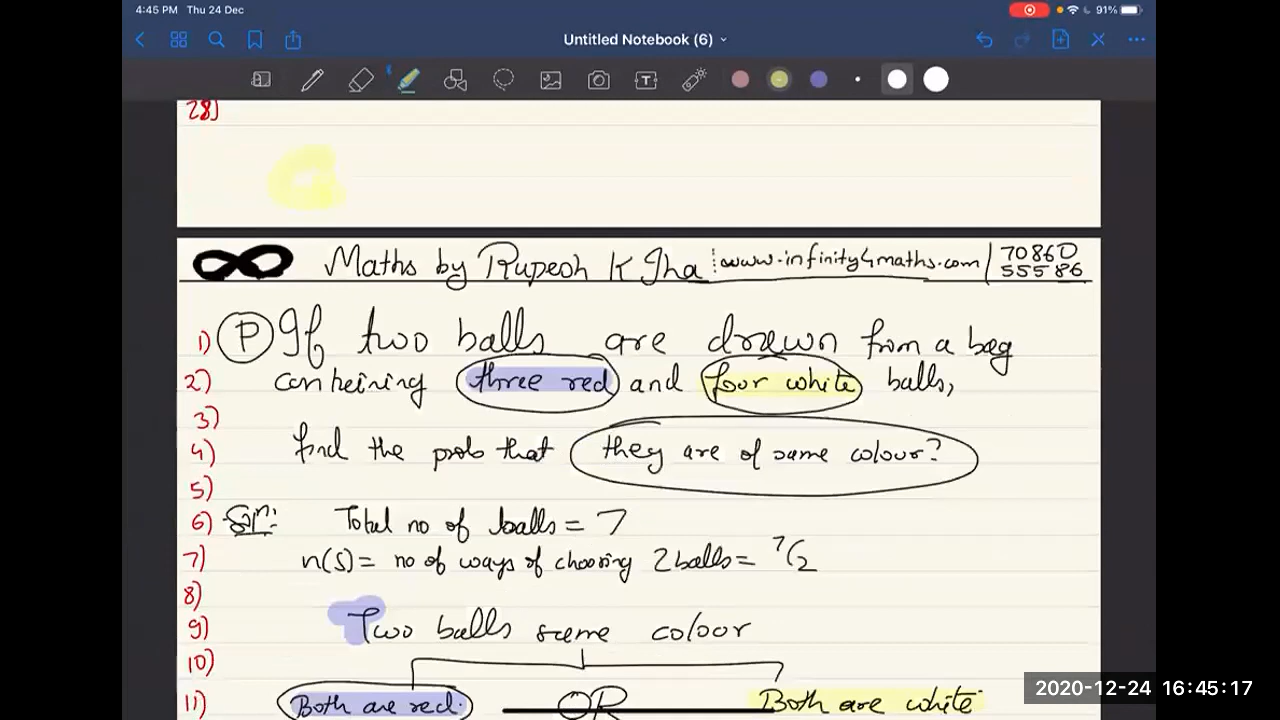 4:45 PM Thu 24 Dec
91%
Untitled Notebook (6)
28)
Maths by Rupesh K Jha www.infinity4maths.com 70860 55586
1) P If two balls are drawn from a bag
2) containing three red and four white balls,
3)
4) find the prob that they are of same colour?
5)
6) Soln: Total no of balls = 7
7) n(S) = no of ways of choosing 2 balls = ⁷C₂
8)
9) Two balls same colour
10)
11) Both are red. OR Both are white
2020-12-24 16:45:17